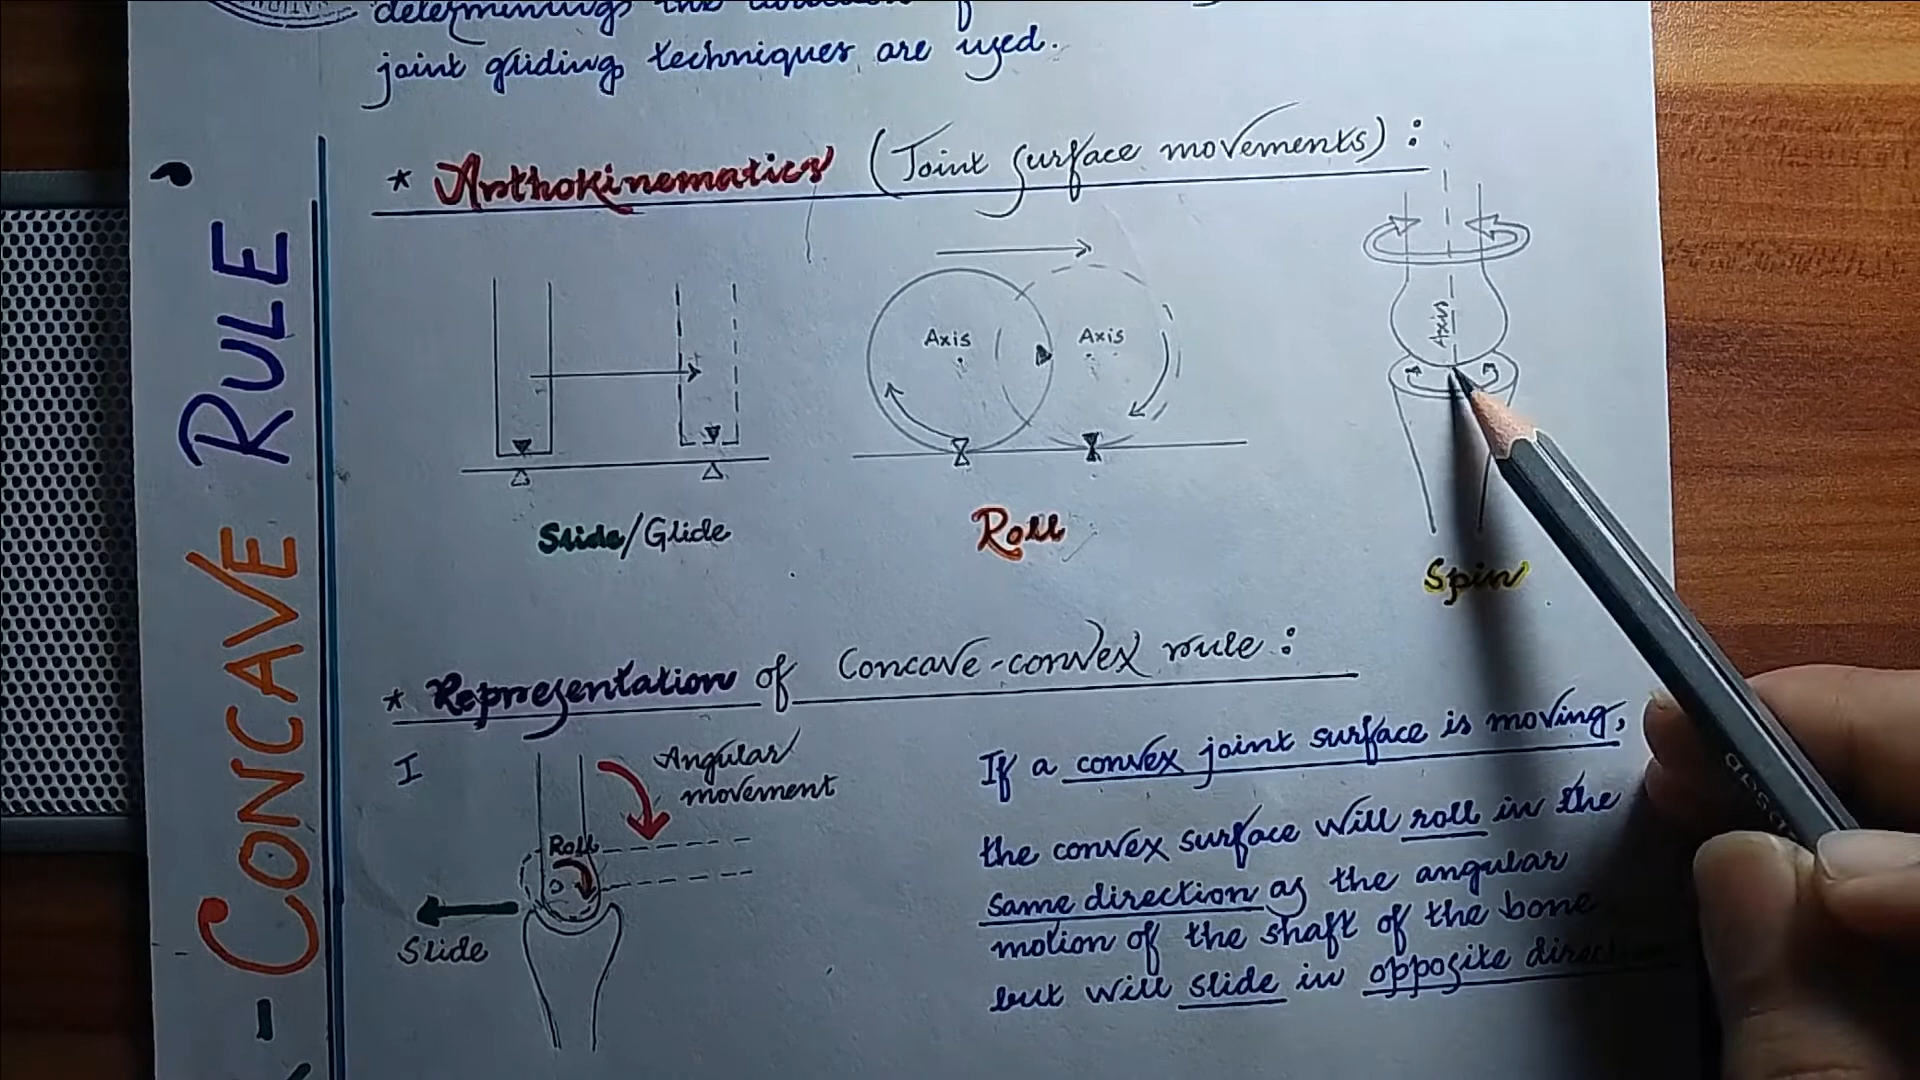 determenings the
joint gliding techniques are used.
* Arthokinematics (Joint surface movements) :
Axis
Axis
Axis
Slide/Glide
Roll
Spin
* Representation of Concave-convex rule :
I
Angular
movement
Roll
Slide
If a convex joint surface is moving,
the convex surface will roll in the
same direction as the angular
motion of the shaft of the bone
but will slide in opposite direc
- CONCAVE RULE'